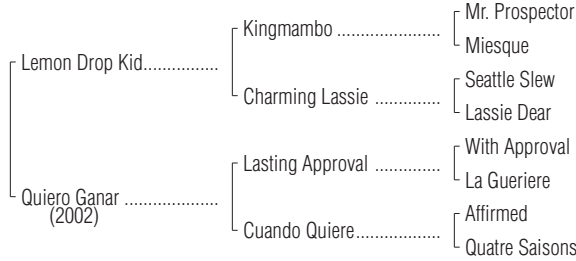 Mr. Prospector
Kingmambo ......................
Miesque
Lemon Drop Kid................
Seattle Slew
Charming Lassie ..............
Lassie Dear
With Approval
Lasting Approval ..............
La Gueriere
Quiero Ganar ....................
(2002)
Affirmed
Cuando Quiere..................
Quatre Saisons